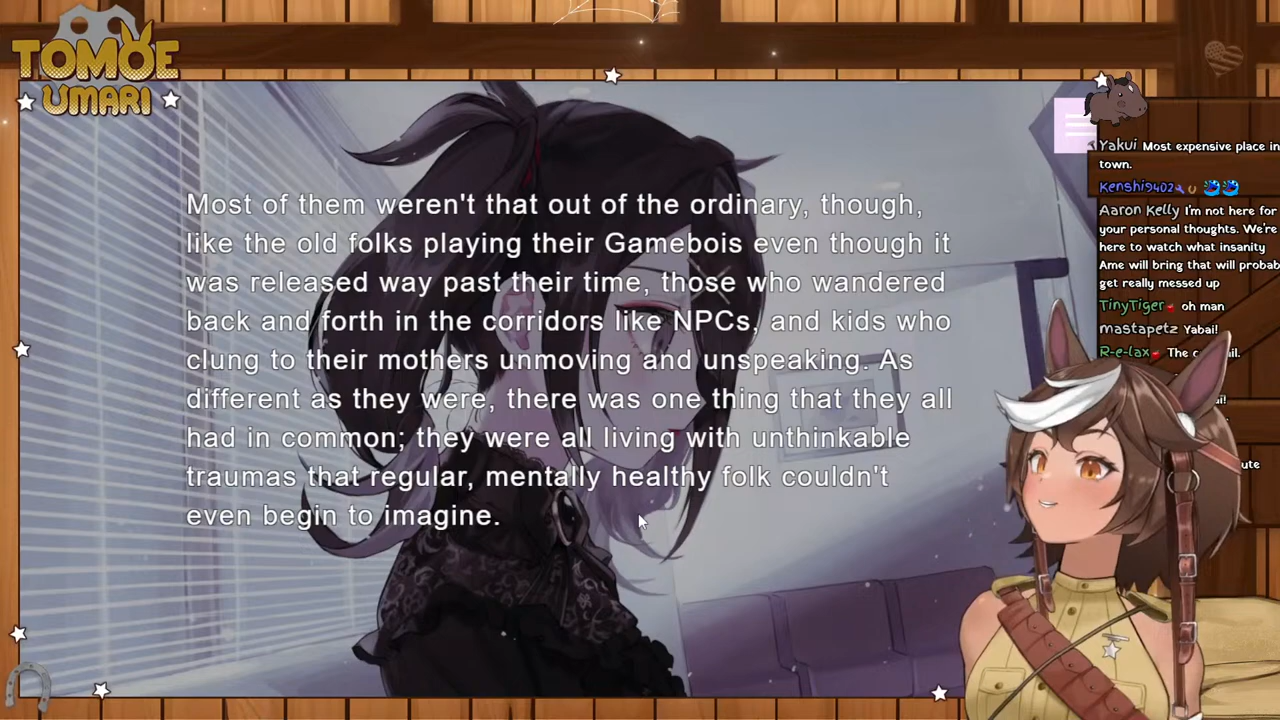 TOMOE
UMARI
Most of them weren't that out of the ordinary, though,
like the old folks playing their Gamebois even though it
was released way past their time, those who wandered
back and forth in the corridors like NPCs, and kids who
clung to their mothers unmoving and unspeaking. As
different as they were, there was one thing that they all
had in common; they were all living with unthinkable
traumas that regular, mentally healthy folk couldn't
even begin to imagine.
Yakui Most expensive place in
town.
Kenshi9402
Aaron Kelly I'm not here for
your personal thoughts. We're
here to watch what insanity
Ame will bring that will probab
get really messed up
TinyTiger oh man
mastapetz Yabai!
R-e-lax The